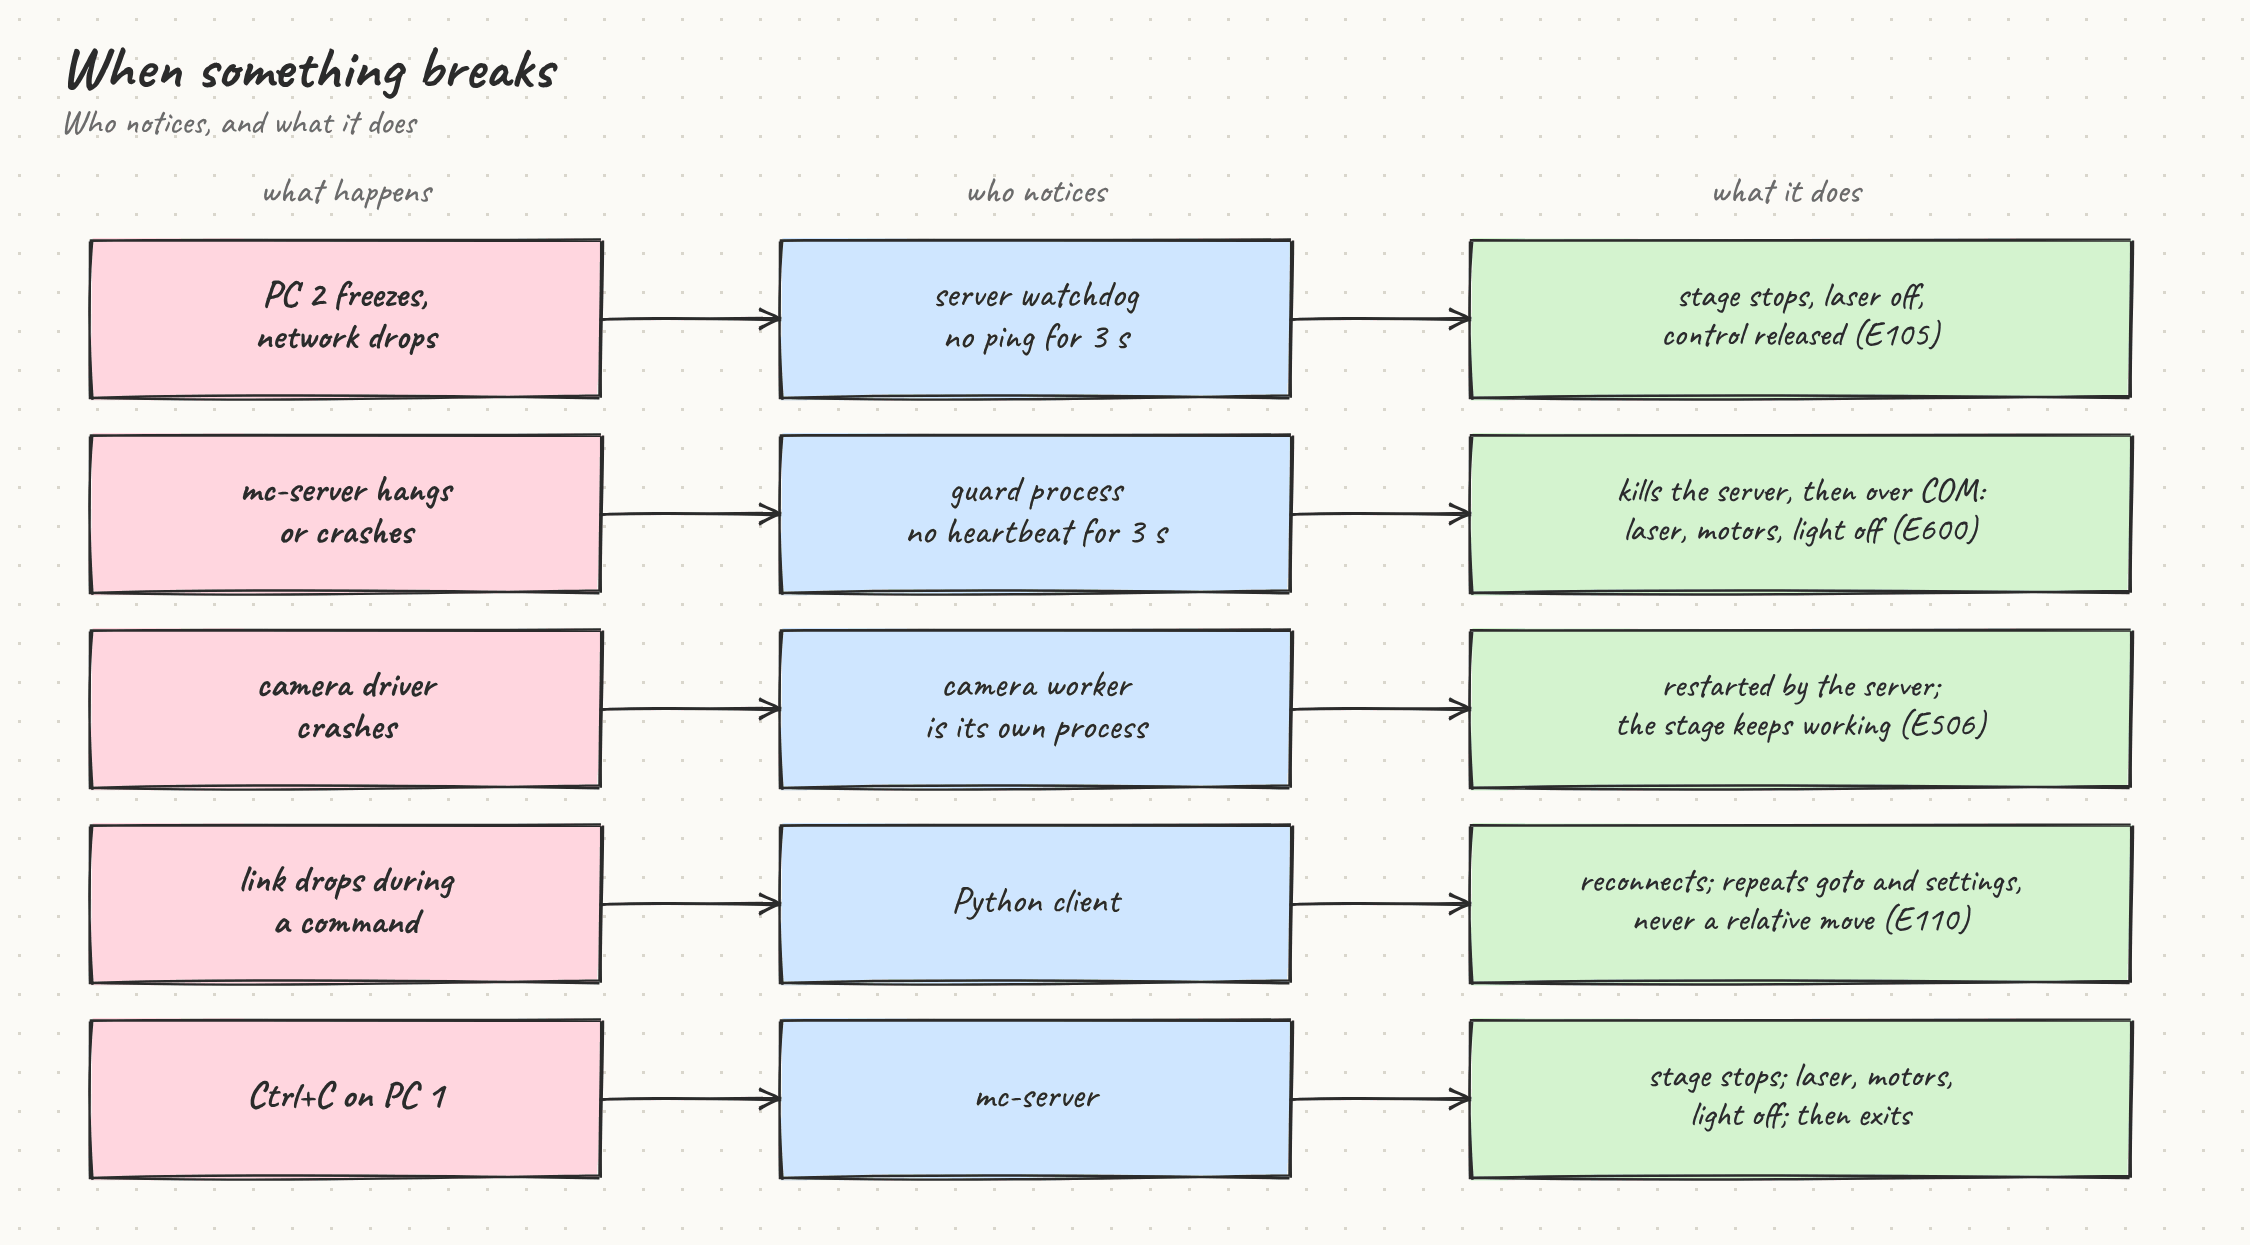 When something breaks
Who notices, and what it does
what happens
who notices
what it does
PC 2 freezes,
network drops
server watchdog
no ping for 3 s
stage stops, laser off,
control released (E105)
mc-server hangs
or crashes
guard process
no heartbeat for 3 s
kills the server, then over COM:
laser, motors, light off (E600)
camera driver
crashes
camera worker
is its own process
restarted by the server;
the stage keeps working (E506)
link drops during
a command
Python client
reconnects; repeats goto and settings,
never a relative move (E110)
Ctrl+C on PC 1
mc-server
stage stops; laser, motors,
light off; then exits